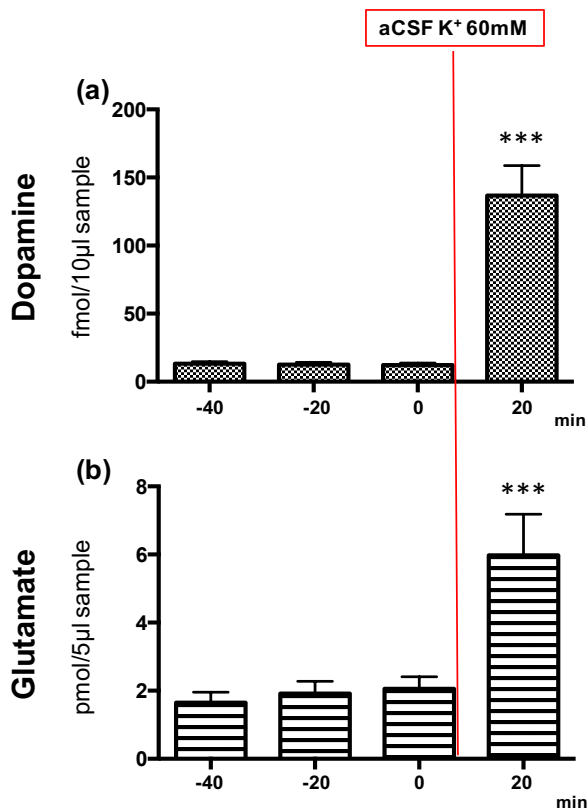 aCSF K⁺ 60mM
(a)
Dopamine
fmol/10µl sample
200
150
100
50
0
***
-40 -20 0 20 min
(b)
Glutamate
pmol/5µl sample
8
6
4
2
0
***
-40 -20 0 20 min